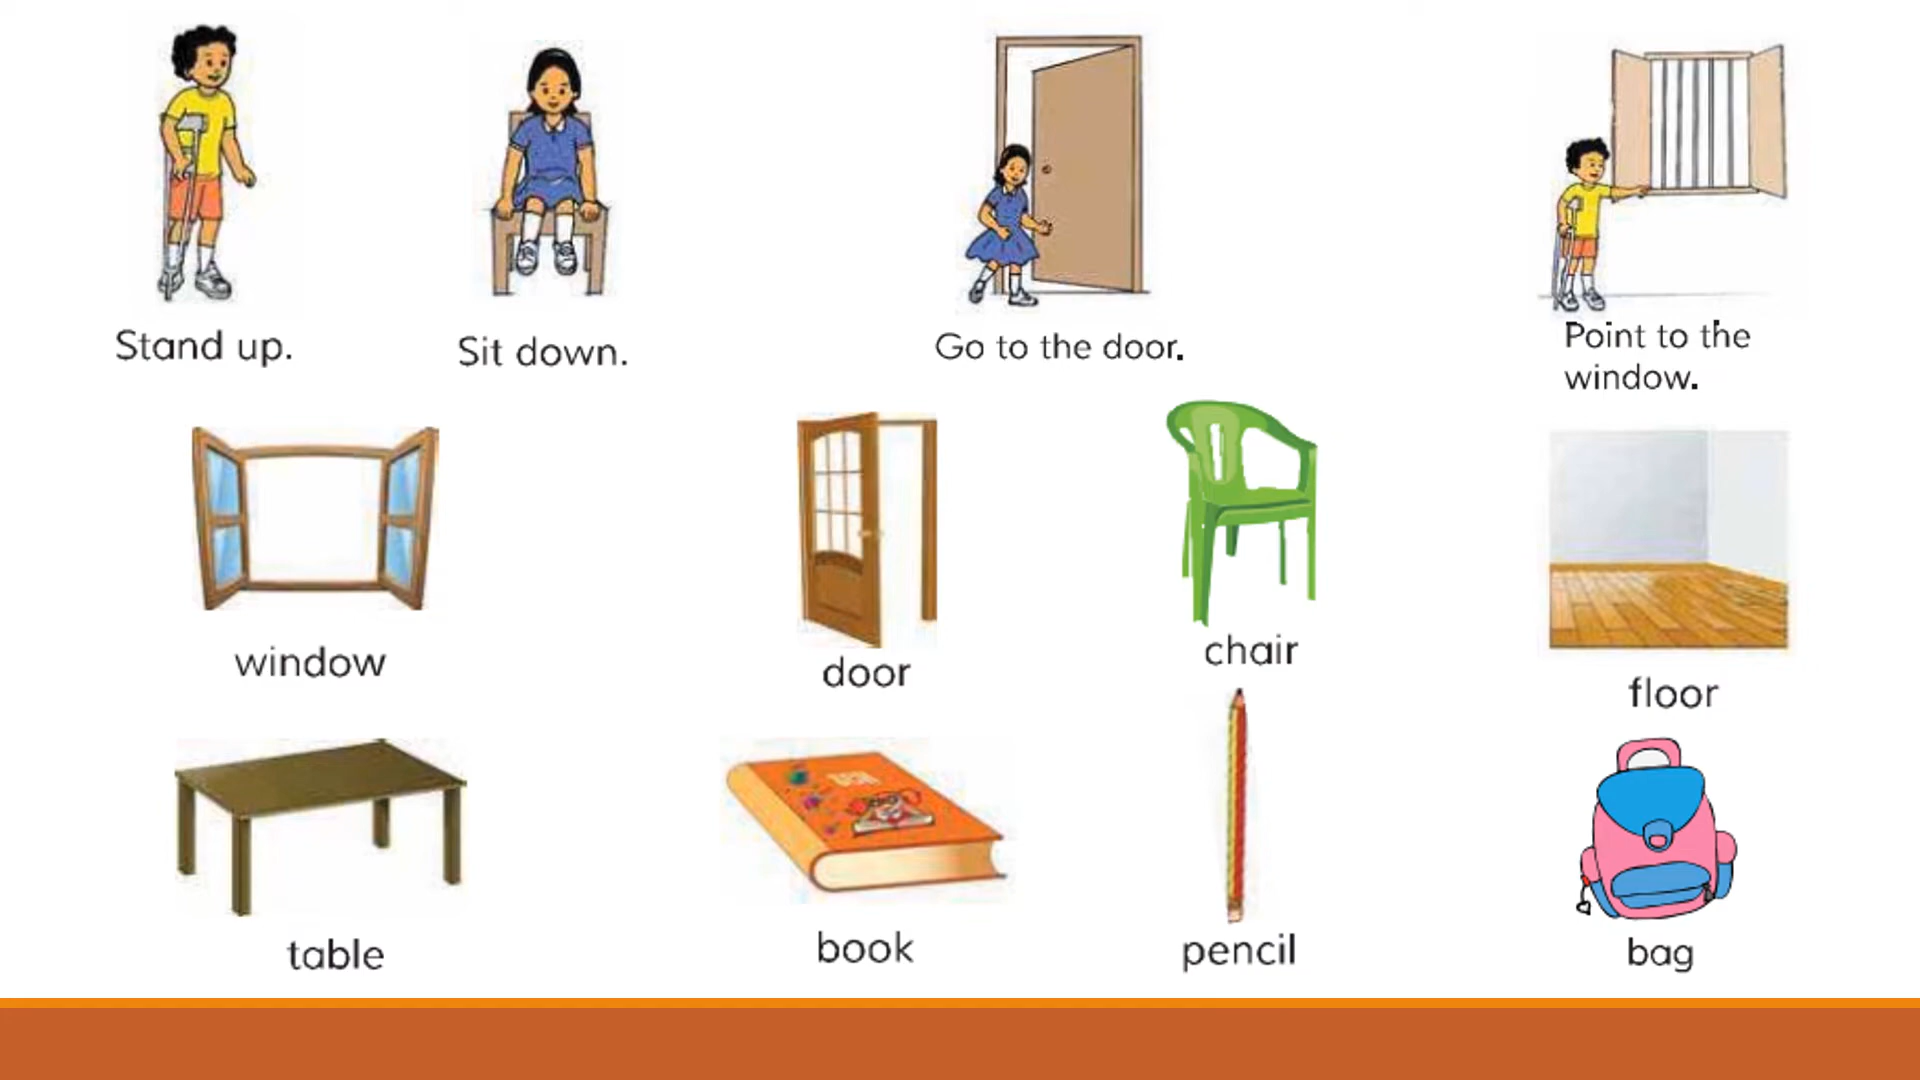 Stand up.
Sit down.
Go to the door.
Point to the
window.
window
door
chair
floor
table
book
pencil
bag